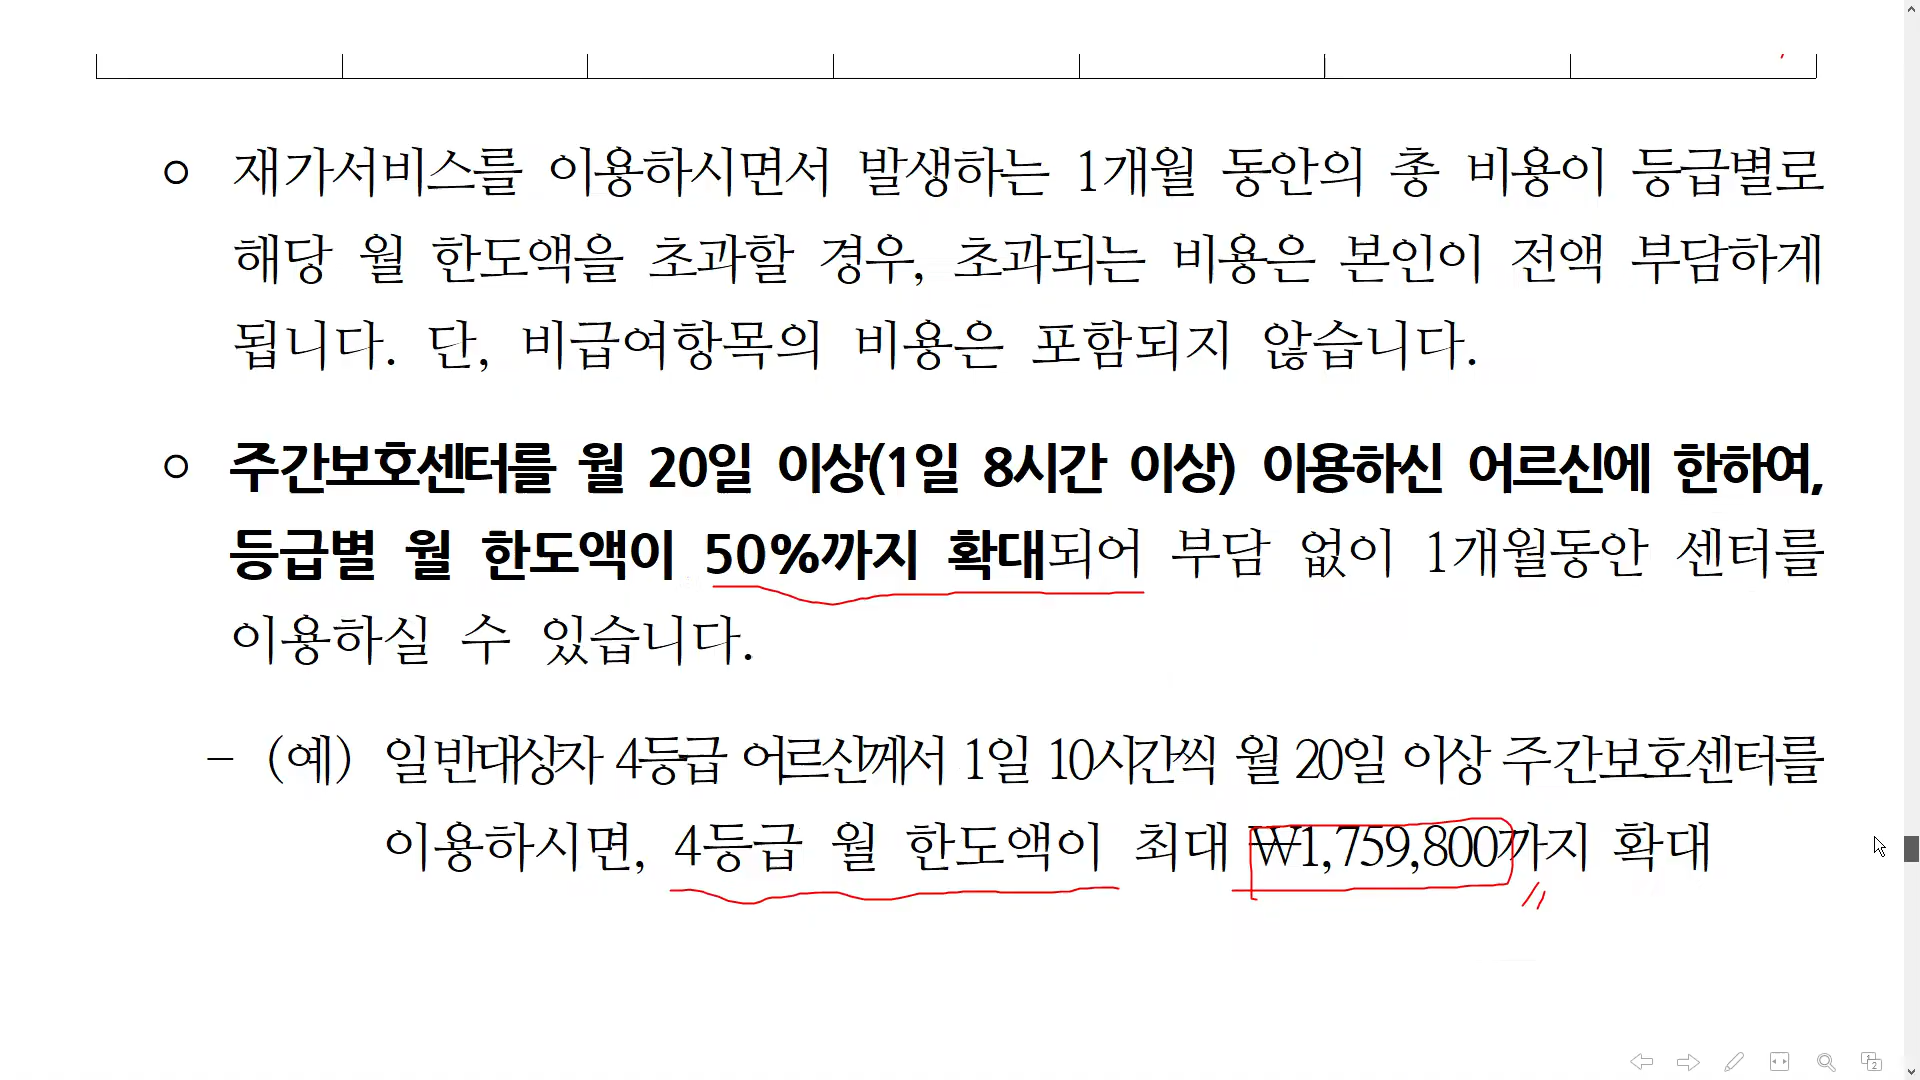 ○ 재가서비스를 이용하시면서 발생하는 1개월 동안의 총 비용이 등급별로
해당 월 한도액을 초과할 경우, 초과되는 비용은 본인이 전액 부담하게
됩니다. 단, 비급여항목의 비용은 포함되지 않습니다.
○ 주간보호센터를 월 20일 이상(1일 8시간 이상) 이용하신 어르신에 한하여,
등급별 월 한도액이 50%까지 확대되어 부담 없이 1개월동안 센터를
이용하실 수 있습니다.
- (예) 일반대상자 4등급 어르신께서 1일 10시간씩 월 20일 이상 주간보호센터를
이용하시면, 4등급 월 한도액이 최대 ₩1,759,800까지 확대